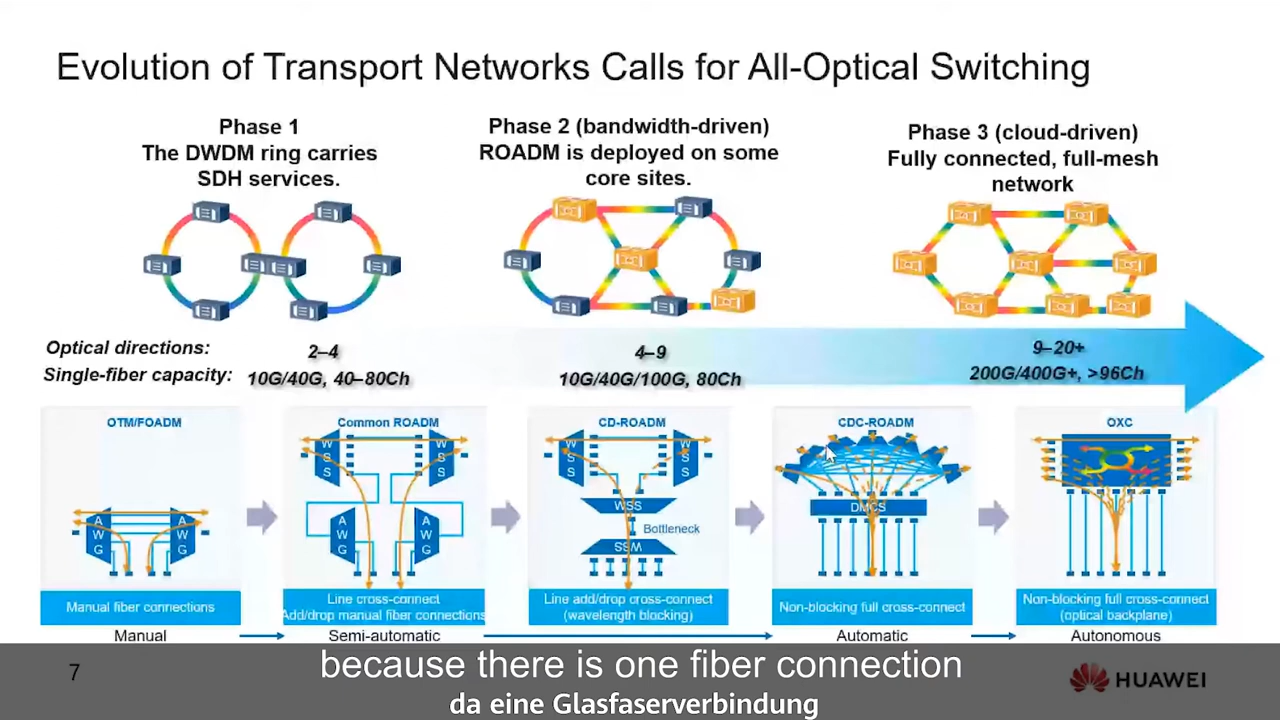 Evolution of Transport Networks Calls for All-Optical Switching
Phase 1
The DWDM ring carries
SDH services.
Phase 2 (bandwidth-driven)
ROADM is deployed on some
core sites.
Phase 3 (cloud-driven)
Fully connected, full-mesh
network
Optical directions:
2–4
4–9
9–20+
Single-fiber capacity:
10G/40G, 40–80Ch
10G/40G/100G, 80Ch
200G/400G+, >96Ch
OTM/FOADM
AWG
AWG
Manual fiber connections
Common ROADM
WSS
WSS
AWG
AWG
Line cross-connect
Add/drop manual fiber connections
CD-ROADM
WSS
WSS
WSS
Bottleneck
WSS
Line add/drop cross-connect
(wavelength blocking)
CDC-ROADM
DMCS
Non-blocking full cross-connect
OXC
Non-blocking full cross-connect
(optical backplane)
Manual
Semi-automatic
Automatic
Autonomous
7
because there is one fiber connection
da eine Glasfaserverbindung
HUAWEI